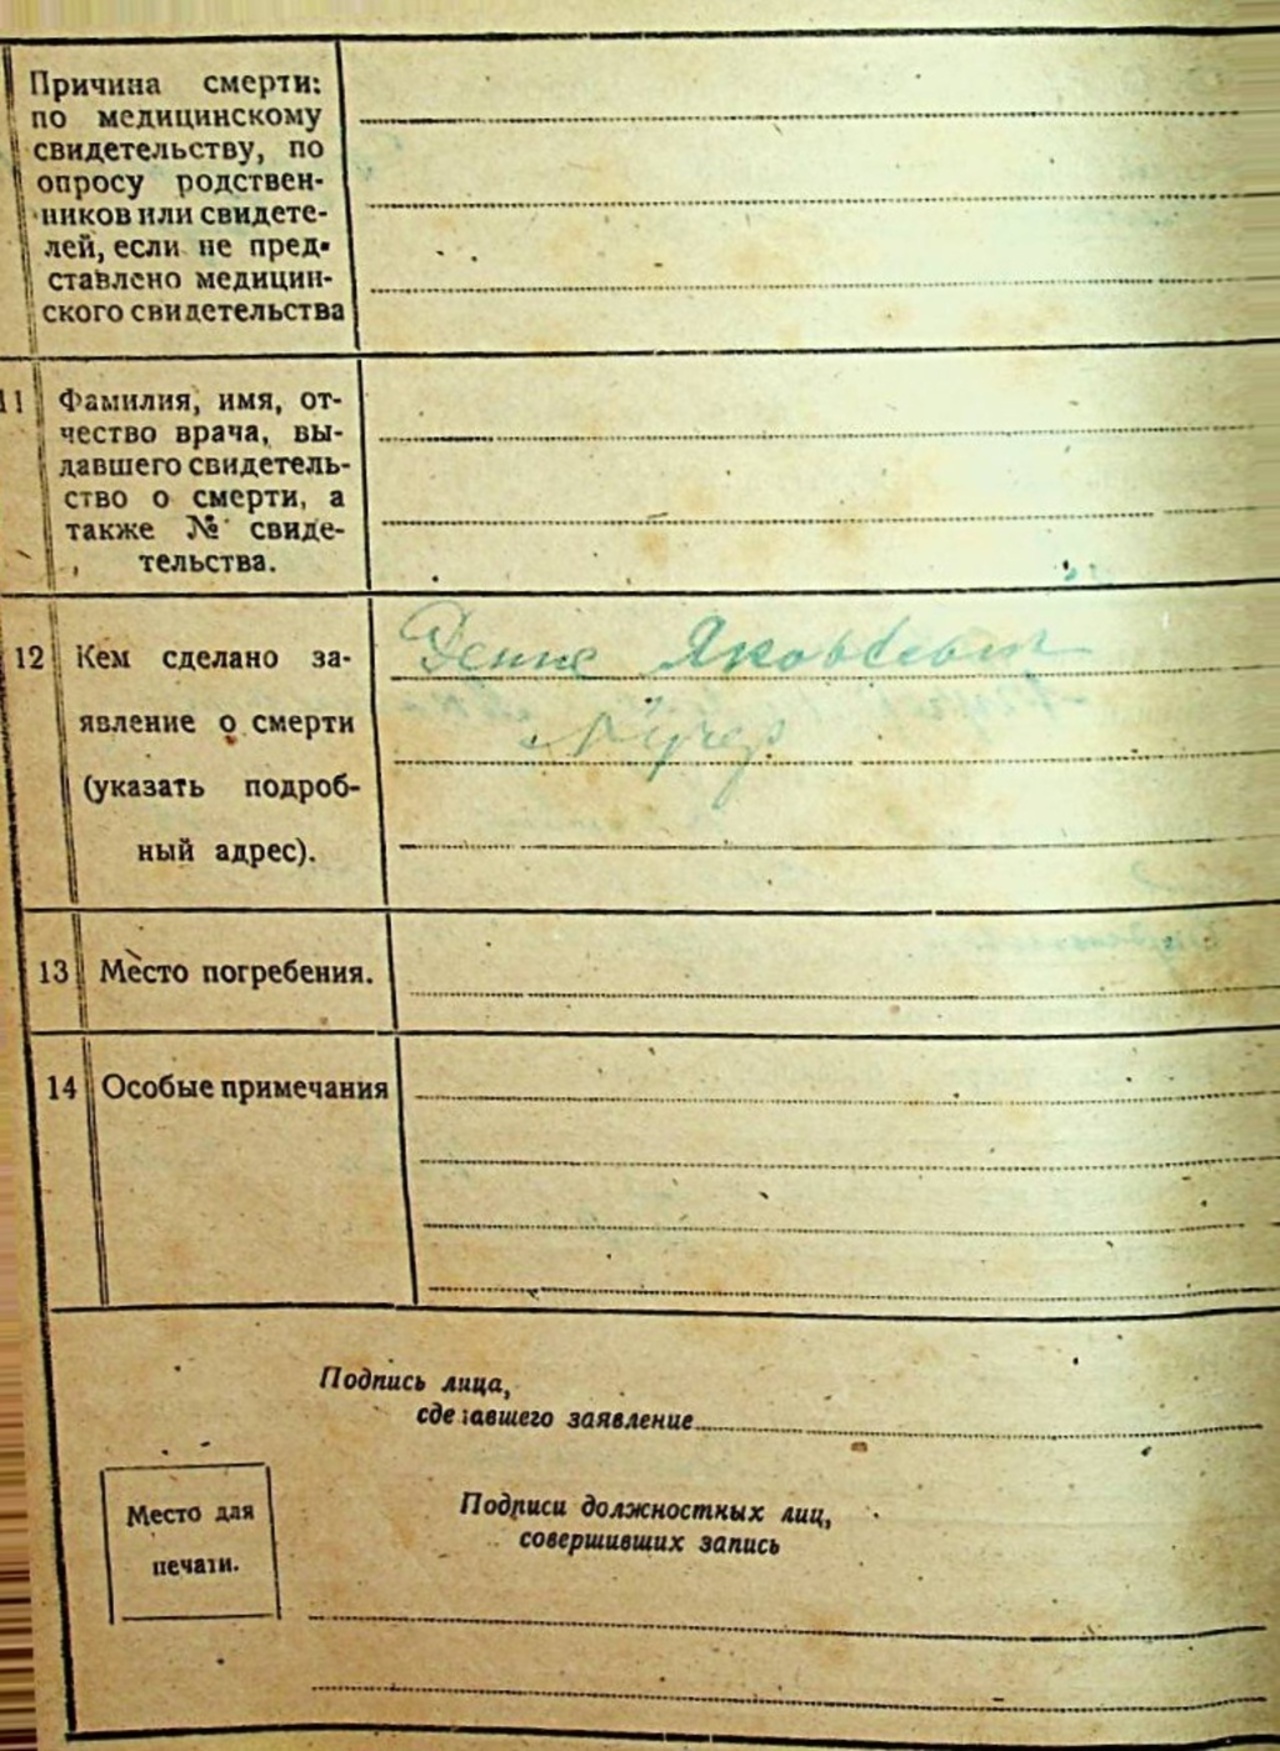 Причина смерти:
по медицинскому
свидетельству, по
опросу родствен-
ников или свидете-
лей, если не пред-
ставлено медицин-
ского свидетельства
11 Фамилия, имя, от-
чество врача, вы-
давшего свидетель-
ство о смерти, а
также № свиде-
тельства.
12 Кем сделано за-
явление о смерти
(указать подроб-
ный адрес).
Яковлевич
13 Место погребения.
14 Особые примечания
Подпись лица,
сделавшего заявление
Место для
печати.
Подписи должностных лиц,
совершивших запись